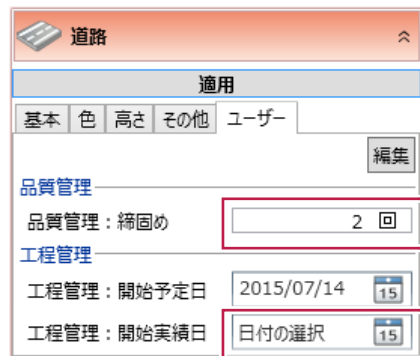 道路
適用
基本 色 高さ その他 ユーザー
編集
品質管理
品質管理：締固め 2 回
工程管理
工程管理：開始予定日 2015/07/14 15
工程管理：開始実績日 日付の選択 15